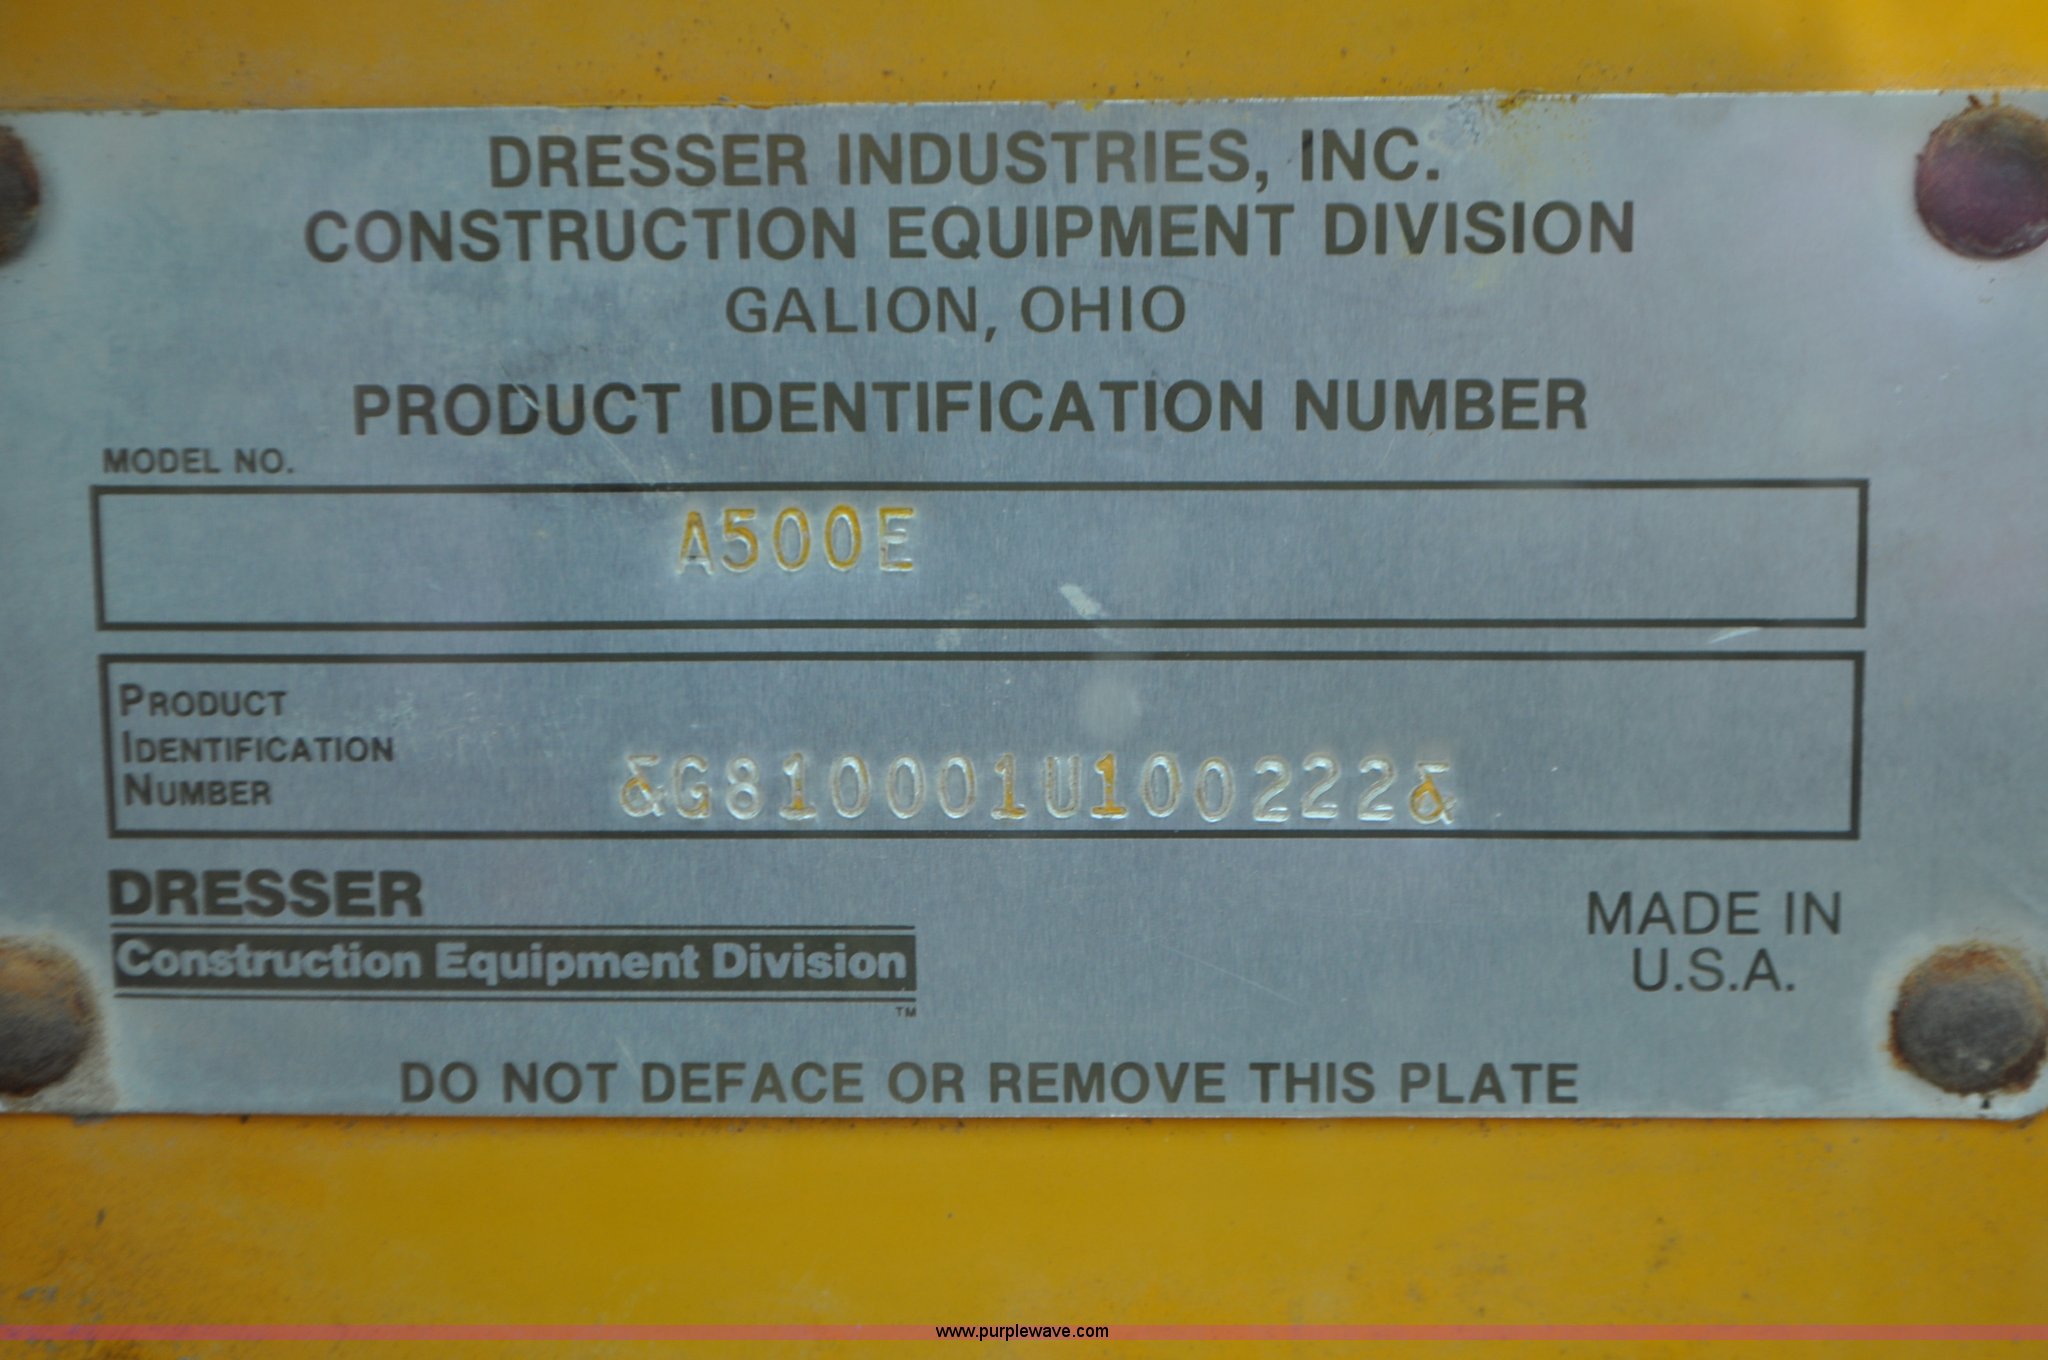 DRESSER INDUSTRIES, INC.
CONSTRUCTION EQUIPMENT DIVISION
GALION, OHIO
PRODUCT IDENTIFICATION NUMBER
MODEL NO.
A500E
PRODUCT
IDENTIFICATION
NUMBER
&G810001U100222&
DRESSER
Construction Equipment Division
TM
MADE IN
U.S.A.
DO NOT DEFACE OR REMOVE THIS PLATE
www.purplewave.com